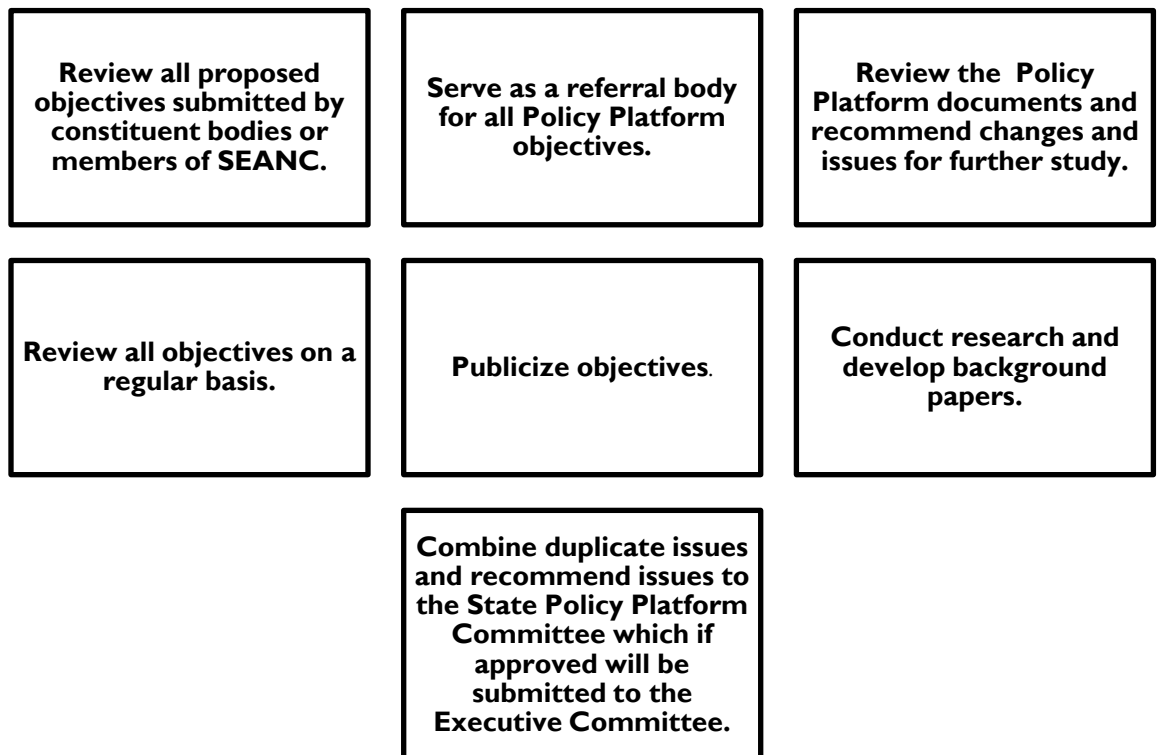 Review all proposed
objectives submitted by
constituent bodies or
members of SEANC.
Serve as a referral body
for all Policy Platform
objectives.
Review the  Policy
Platform documents and
recommend changes and
issues for further study.
Review all objectives on a
regular basis.
Publicize objectives.
Conduct research and
develop background
papers.
Combine duplicate issues
and recommend issues to
the State Policy Platform
Committee which if
approved will be
submitted to the
Executive Committee.